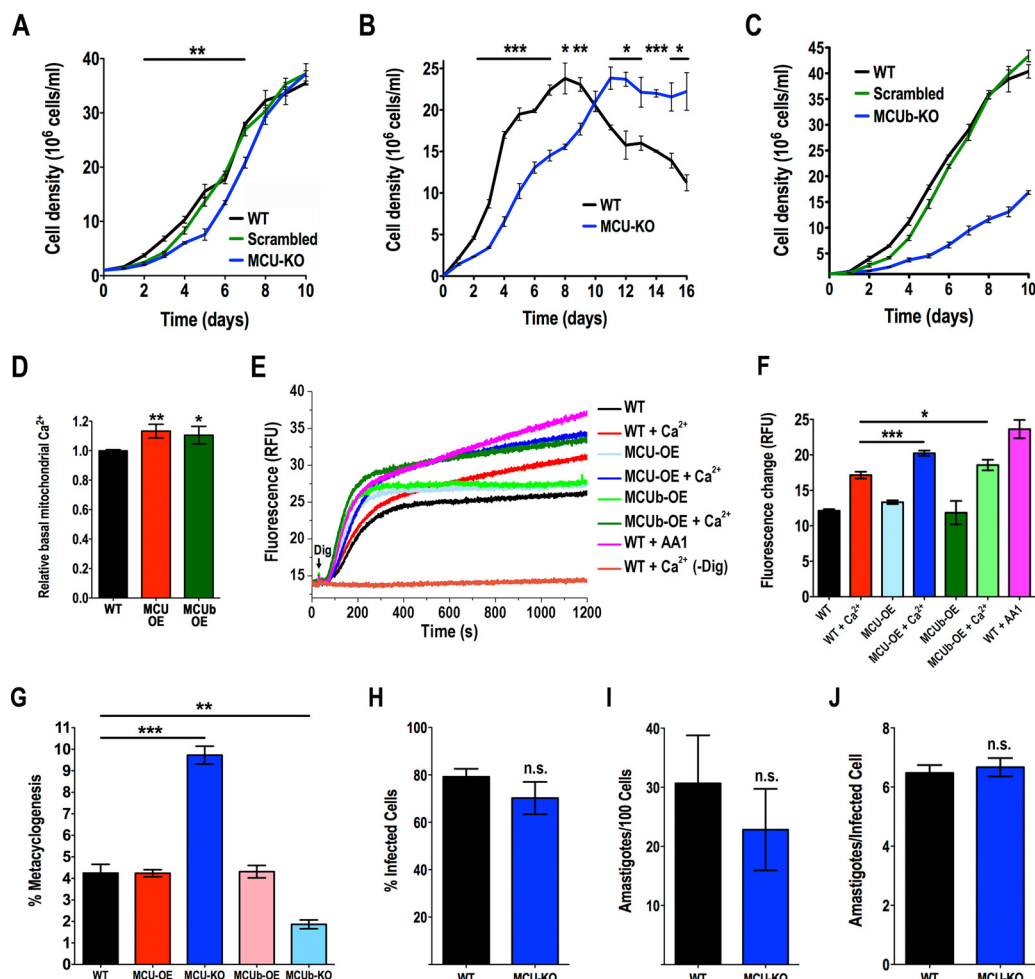 A
**
Cell density (10⁶ cells/ml)
40
30
20
10
0
0 2 4 6 8 10
Time (days)
WT
Scrambled
MCU-KO
B
*** * ** * *** *
Cell density (10⁶ cells/ml)
25
20
15
10
5
0
0 2 4 6 8 10 12 14 16
Time (days)
WT
MCU-KO
C
Cell density (10⁶ cells/ml)
45
40
35
30
25
20
15
10
5
0 2 4 6 8 10
Time (days)
WT
Scrambled
MCUb-KO
D
Relative basal mitochondrial Ca²⁺
1.2
1.0
0.8
0.6
0.4
0.2
0.0
** *
WT MCU OE MCUb OE
E
Fluorescence (RFU)
40
35
30
25
20
15
Dig
0 200 400 600 800 1000 1200
Time (s)
WT
WT + Ca²⁺
MCU-OE
MCU-OE + Ca²⁺
MCUb-OE
MCUb-OE + Ca²⁺
WT + AA1
WT + Ca²⁺ (-Dig)
F
Fluorescence change (RFU)
25
20
15
10
5
0
*
***
WT
WT + Ca²⁺
MCU-OE
MCU-OE + Ca²⁺
MCUb-OE
MCUb-OE + Ca²⁺
WT + AA1
G
% Metacyclogenesis
11
10
9
8
7
6
5
4
3
2
1
0
**
***
WT MCU-OE MCU-KO MCUb-OE MCUb-KO
H
% Infected Cells
100
80
60
40
20
n.s.
WT MCU-KO
I
Amastigotes/100 Cells
40
30
20
10
n.s.
WT MCU-KO
J
Amastigotes/Infected Cell
8
6
4
2
0
n.s.
WT MCU-KO